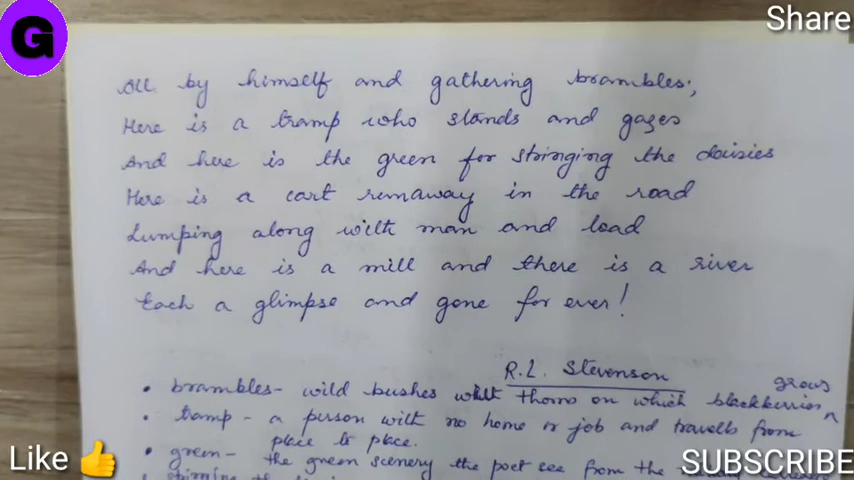 G
Share
All by himself and gathering brambles;,
Here is a tramp who stands and gazes
And here is the green for stringing the daisies
Here is a cart runaway in the road
Lumping along with man and load
And here is a mill and there is a river
Each a glimpse and gone for ever!
R.L. Stevenson
• brambles- wild bushes with thorns on which blackberries grows
• tramp - a person with no home or job and travells from
place to place.
• green- the green scenery the poet see from the
Like 👍
SUBSCRIBE